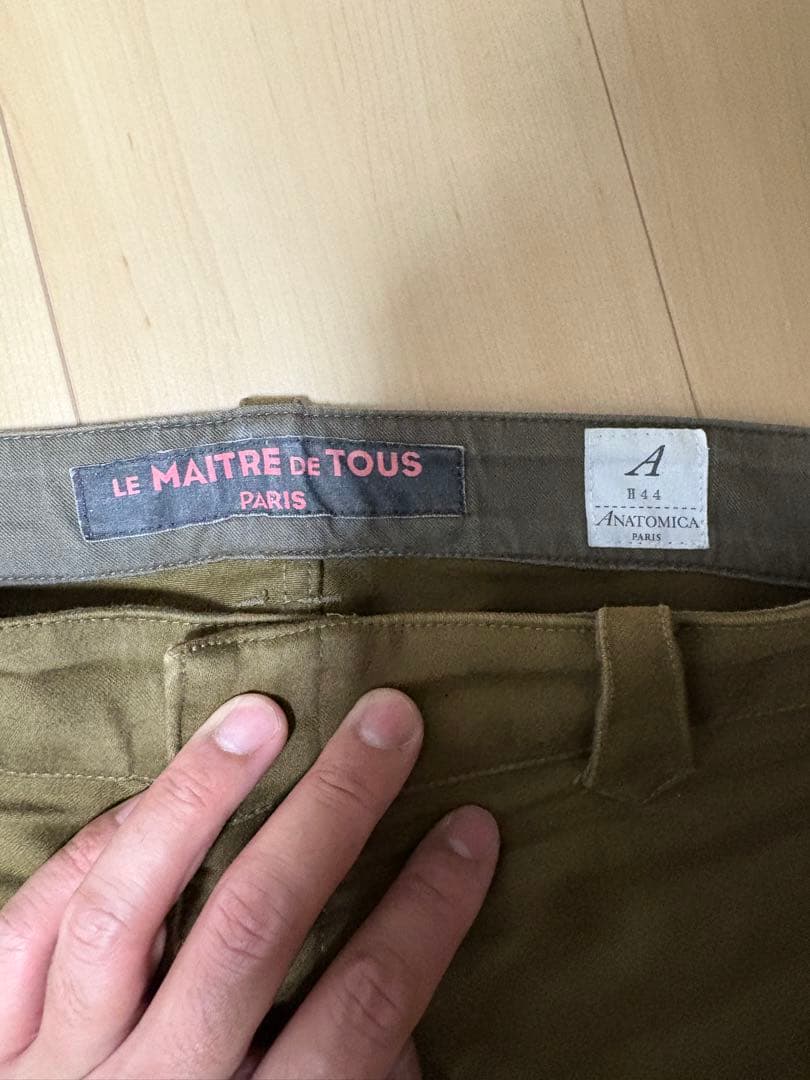 LE MAITRE DE TOUS
PARIS
A
H 44
ANATOMICA
PARIS